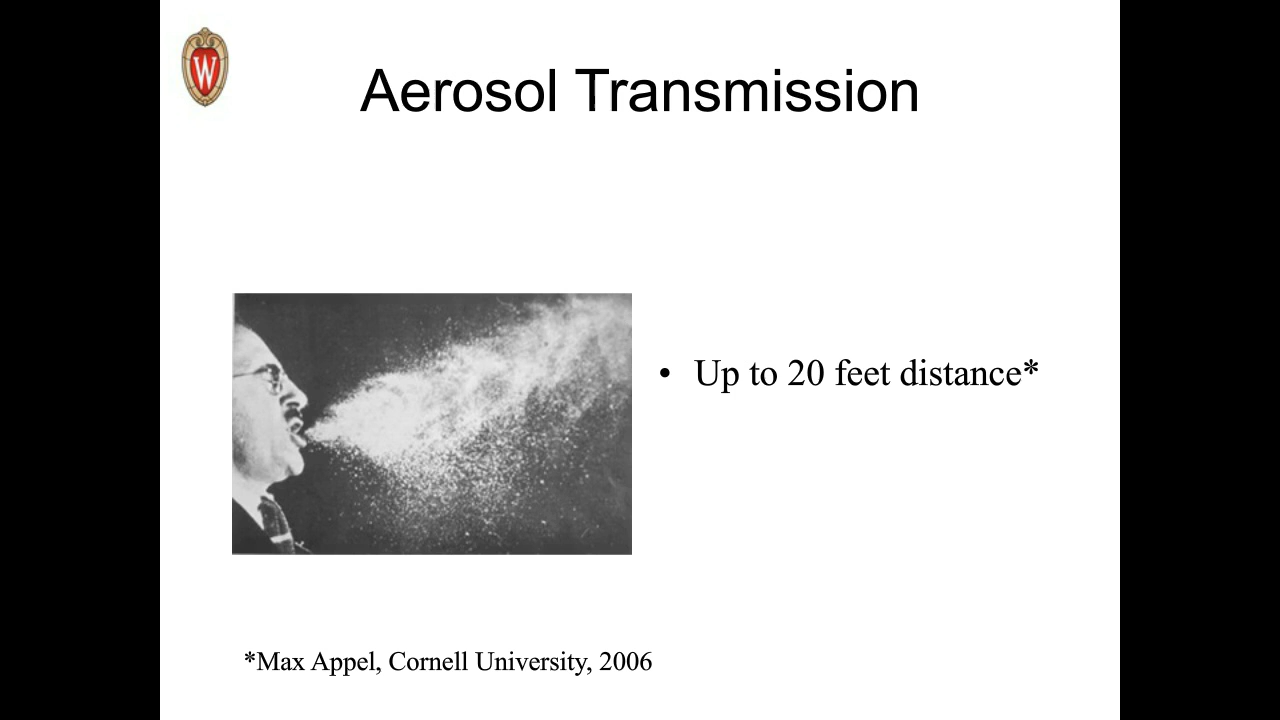 W
Aerosol Transmission
• Up to 20 feet distance*
*Max Appel, Cornell University, 2006